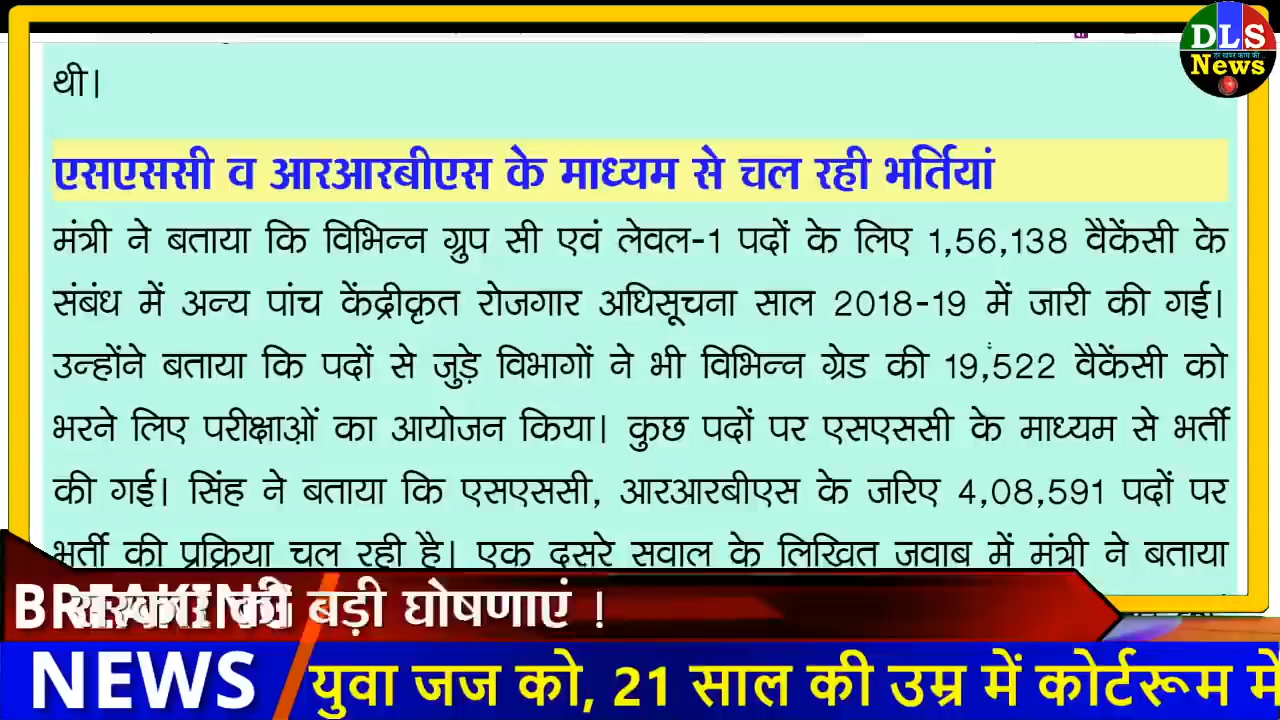 DLS
News
थी।
एसएससी व आरआरबीएस के माध्यम से चल रही भर्तियां
मंत्री ने बताया कि विभिन्न ग्रुप सी एवं लेवल-1 पदों के लिए 1,56,138 वैकेंसी के
संबंध में अन्य पांच केंद्रीकृत रोजगार अधिसूचना साल 2018-19 में जारी की गई।
उन्होंने बताया कि पदों से जुड़े विभागों ने भी विभिन्न ग्रेड की 19,522 वैकेंसी को
भरने लिए परीक्षाओं का आयोजन किया। कुछ पदों पर एसएससी के माध्यम से भर्ती
की गई। सिंह ने बताया कि एसएससी, आरआरबीएस के जरिए 4,08,591 पदों पर
भर्ती की प्रक्रिया चल रही है। एक दूसरे सवाल के लिखित जवाब में मंत्री ने बताया
BREAKING की बड़ी घोषणाएं !
NEWS युवा जज को, 21 साल की उम्र में कोर्टरूम में